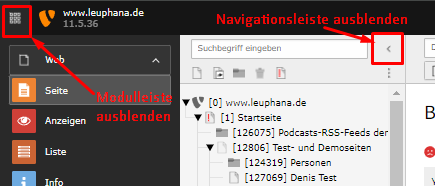 Navigationsleiste ausblenden
www.leuphana.de
11.5.36
Web
Suchbegriff eingeben
Seite
Modulleiste
ausblenden
Anzeigen
Liste
Info
[0] www.leuphana.de
[1] Startseite
[126075] Podcasts-RSS-Feeds der
[12806] Test- und Demoseiten
[124319] Personen
[127069] Denis Test
B